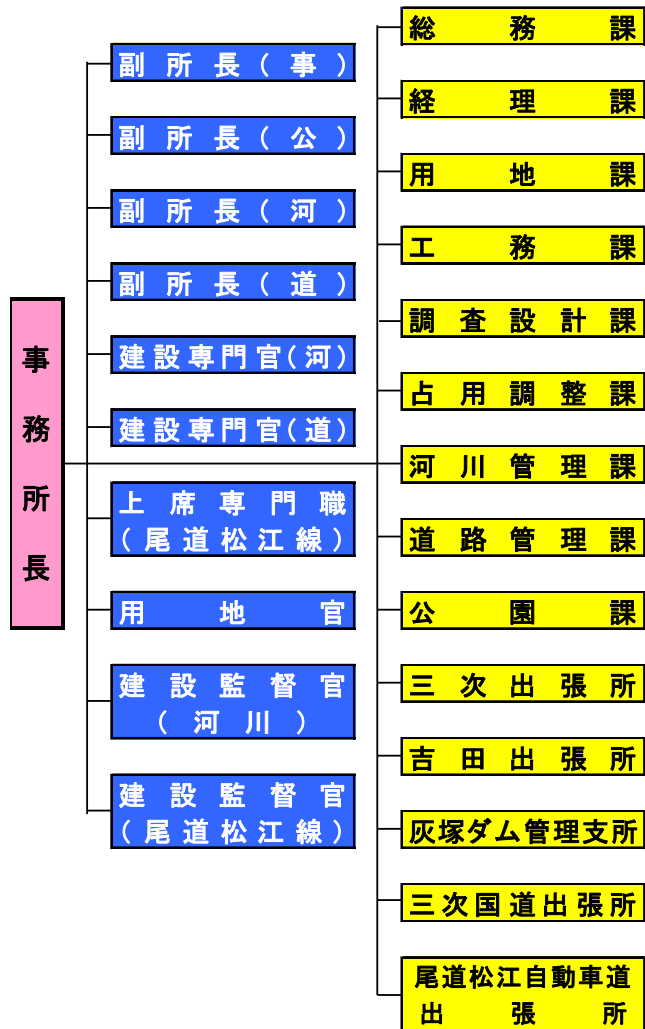 事務所長
副所長(事)
副所長(公)
副所長(河)
副所長(道)
建設専門官(河)
建設専門官(道)
上席専門職
(尾道松江線)
用地官
建設監督官
(河川)
建設監督官
(尾道松江線)
総務課
経理課
用地課
工務課
調査設計課
占用調整課
河川管理課
道路管理課
公園課
三次出張所
吉田出張所
灰塚ダム管理支所
三次国道出張所
尾道松江自動車道
出張所